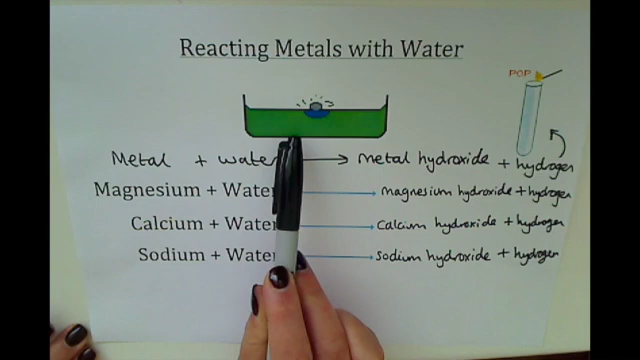 Reacting Metals with Water
POP
Metal + water → metal hydroxide + hydrogen
Magnesium + Water → magnesium hydroxide + hydrogen
Calcium + Water → Calcium hydroxide + hydrogen
Sodium + Water → sodium hydroxide + hydrogen